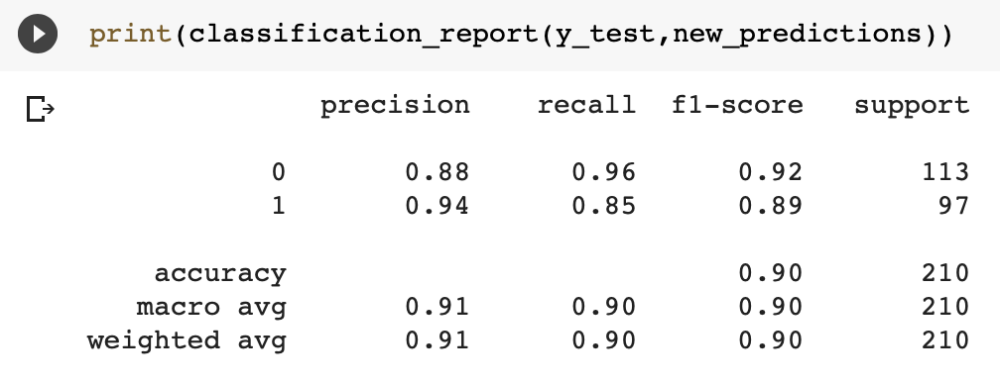 print(classification_report(y_test,new_predictions))
precision recall f1-score support
0 0.88 0.96 0.92 113
1 0.94 0.85 0.89 97
accuracy 0.90 210
macro avg 0.91 0.90 0.90 210
weighted avg 0.91 0.90 0.90 210